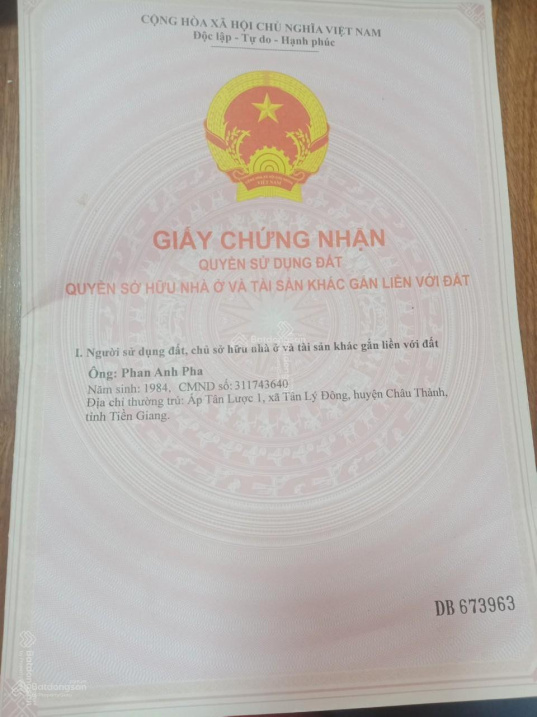 CỘNG HÒA XÃ HỘI CHỦ NGHĨA VIỆT NAM
Độc lập - Tự do - Hạnh phúc
VIỆT NAM
GIẤY CHỨNG NHẬN
QUYỀN SỬ DỤNG ĐẤT
QUYỀN SỞ HỮU NHÀ Ở VÀ TÀI SẢN KHÁC GẮN LIỀN VỚI ĐẤT
I. Người sử dụng đất, chủ sở hữu nhà ở và tài sản khác gắn liền với đất
Ông: Phan Anh Pha
Năm sinh: 1984, CMND số: 311743640
Địa chỉ thường trú: Ấp Tân Lược 1, xã Tân Lý Đông, huyện Châu Thành,
tỉnh Tiền Giang.
DB 673963
Batdongsan